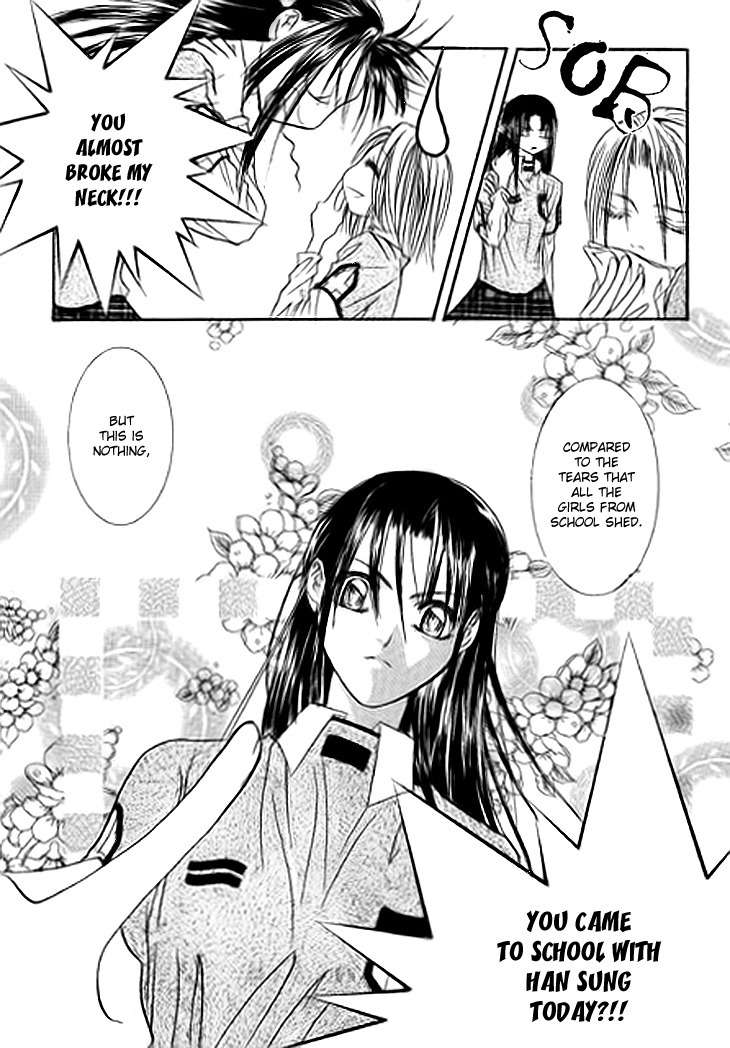 YOU
ALMOST
BROKE MY
NECK!!!
SOB
BUT
THIS IS
NOTHING,
COMPARED
TO THE
TEARS THAT
ALL THE
GIRLS FROM
SCHOOL SHED.
YOU CAME
TO SCHOOL WITH
HAN SUNG
TODAY?!!!